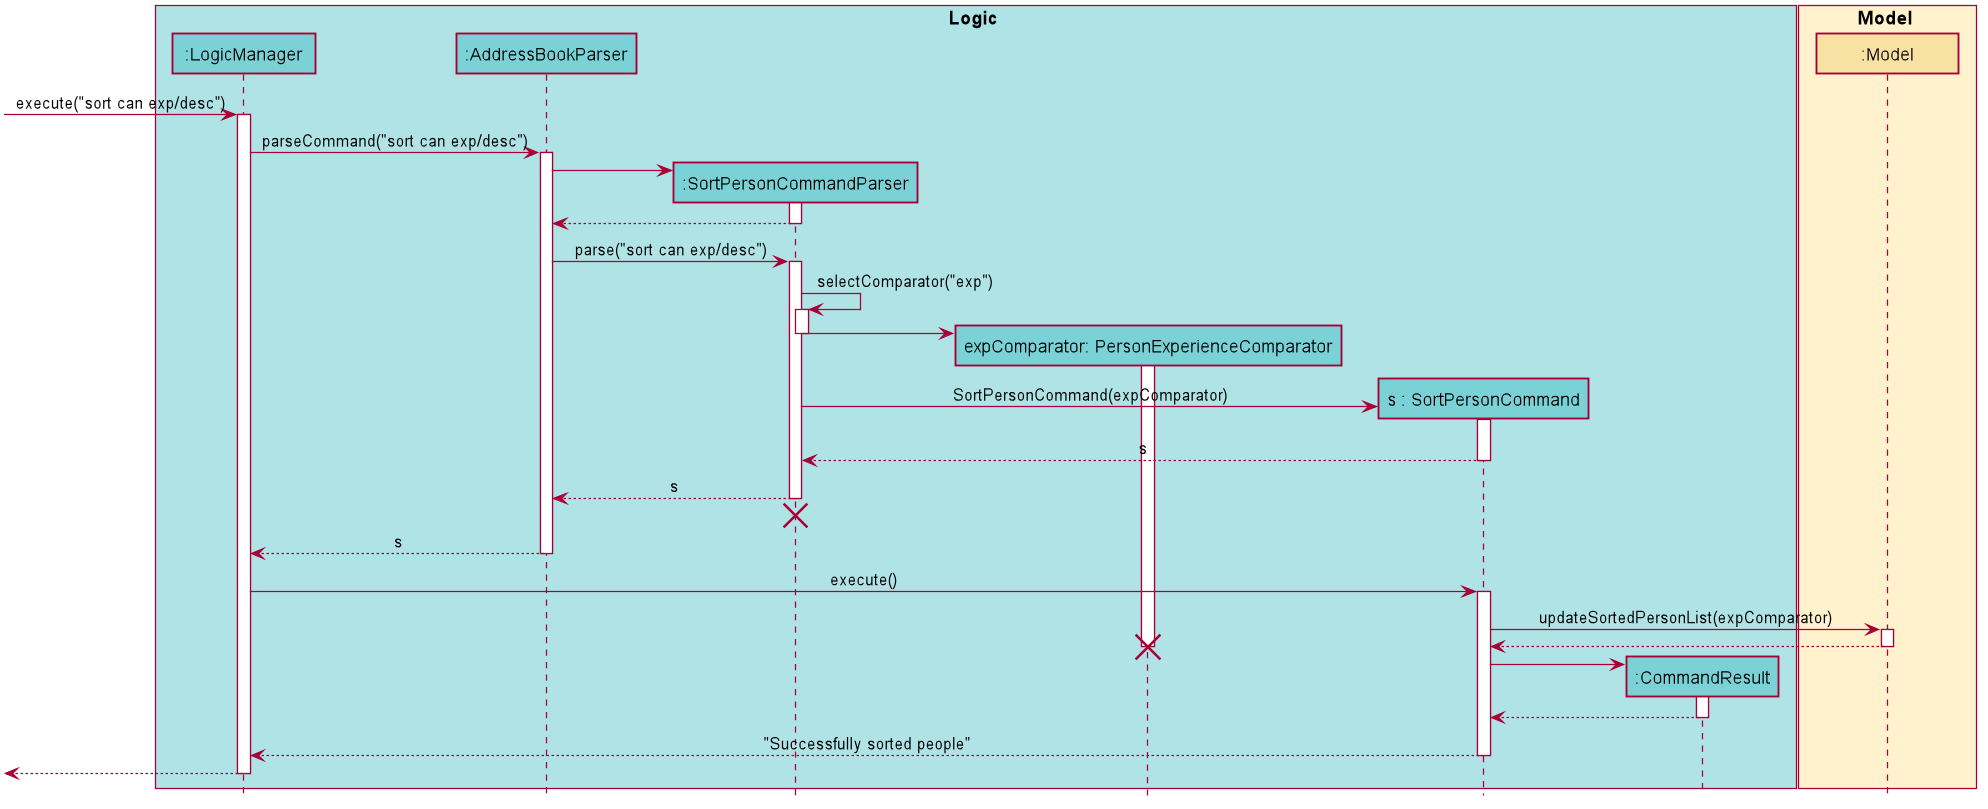 Logic
Model
:LogicManager
:AddressBookParser
:Model
execute("sort can exp/desc")
parseCommand("sort can exp/desc")
:SortPersonCommandParser
parse("sort can exp/desc")
selectComparator("exp")
expComparator: PersonExperienceComparator
SortPersonCommand(expComparator)
s : SortPersonCommand
s
s
s
execute()
updateSortedPersonList(expComparator)
:CommandResult
"Successfully sorted people"